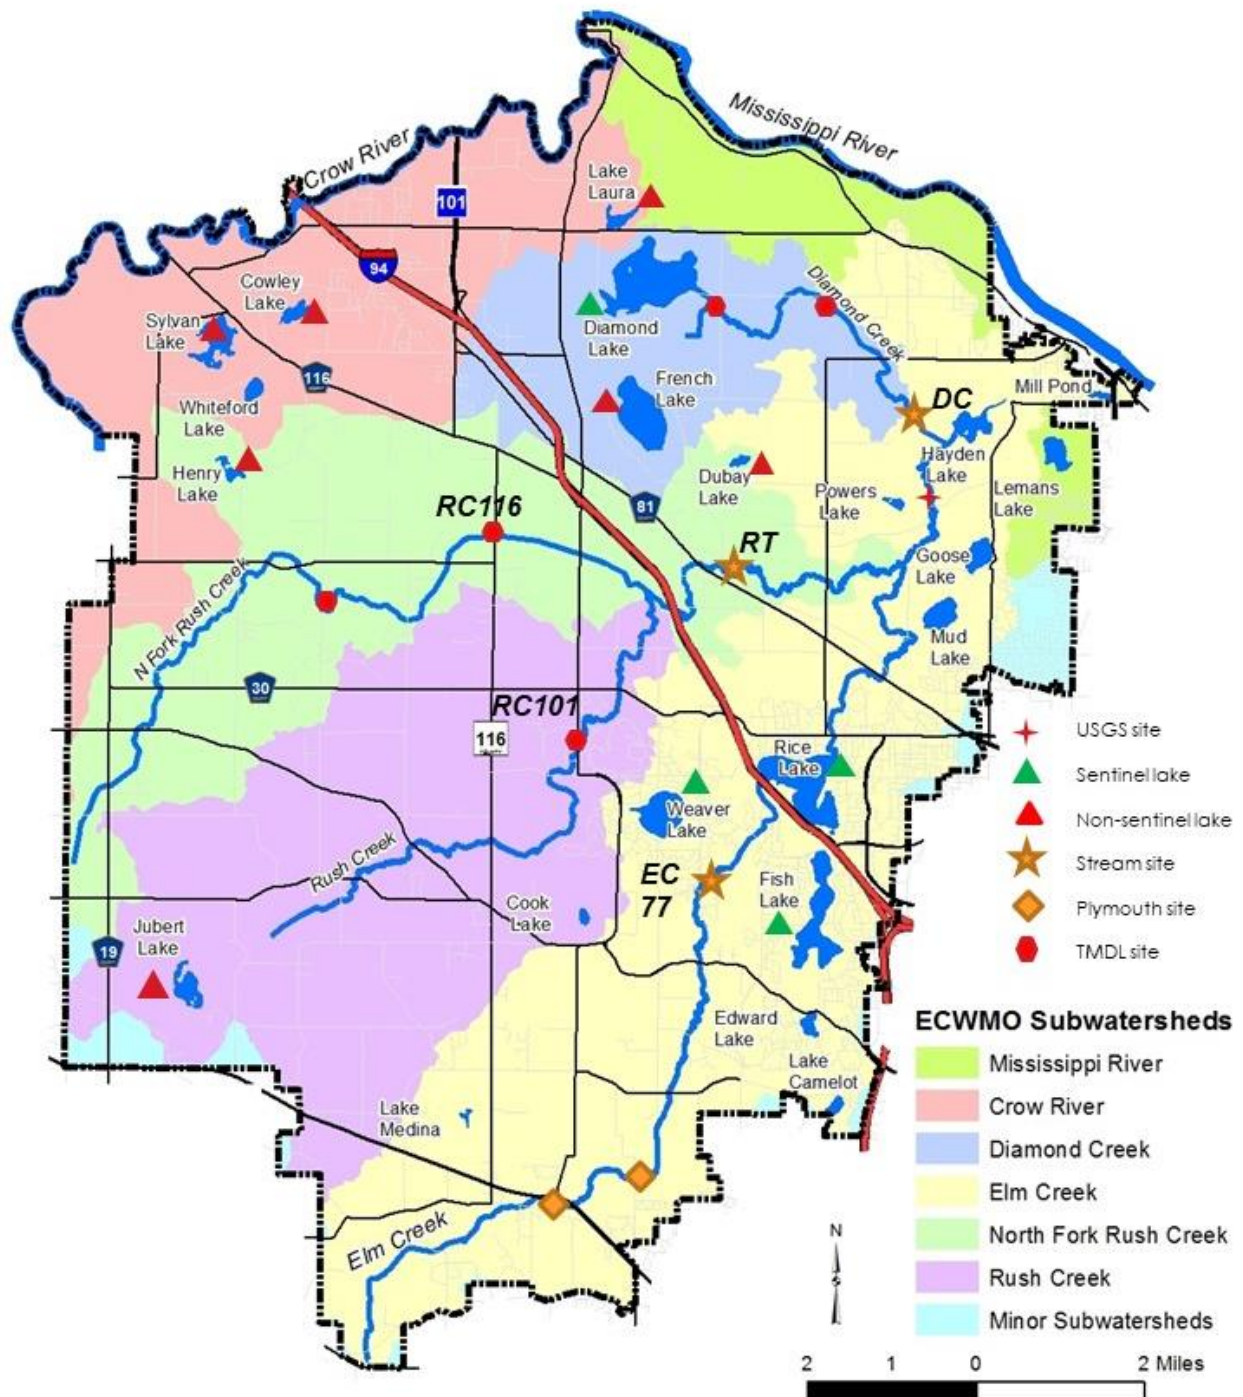 Mississippi River
Crow River
Lake
Laura
101
94
Cowley
Lake
Diamond Creek
Sylvan
Lake
Diamond
Lake
116
French
Lake
Mill Pond
DC
Whiteford
Lake
Hayden
Lake
Henry
Lake
Dubay
Lake
Powers
Lake
Lemans
Lake
RC116
81
RT
Goose
Lake
N Fork Rush Creek
Mud
Lake
30
RC101
116
Rice
Lake
Weaver
Lake
Rush Creek
EC
77
Fish
Lake
Cook
Lake
Jubert
Lake
19
Edward
Lake
Lake
Camelot
Lake
Medina
Elm Creek
USGS site
Sentinel lake
Non-sentinel lake
Stream site
Plymouth site
TMDL site
ECWMO Subwatersheds
Mississippi River
Crow River
Diamond Creek
Elm Creek
North Fork Rush Creek
Rush Creek
Minor Subwatersheds
N
2 1 0 2 Miles